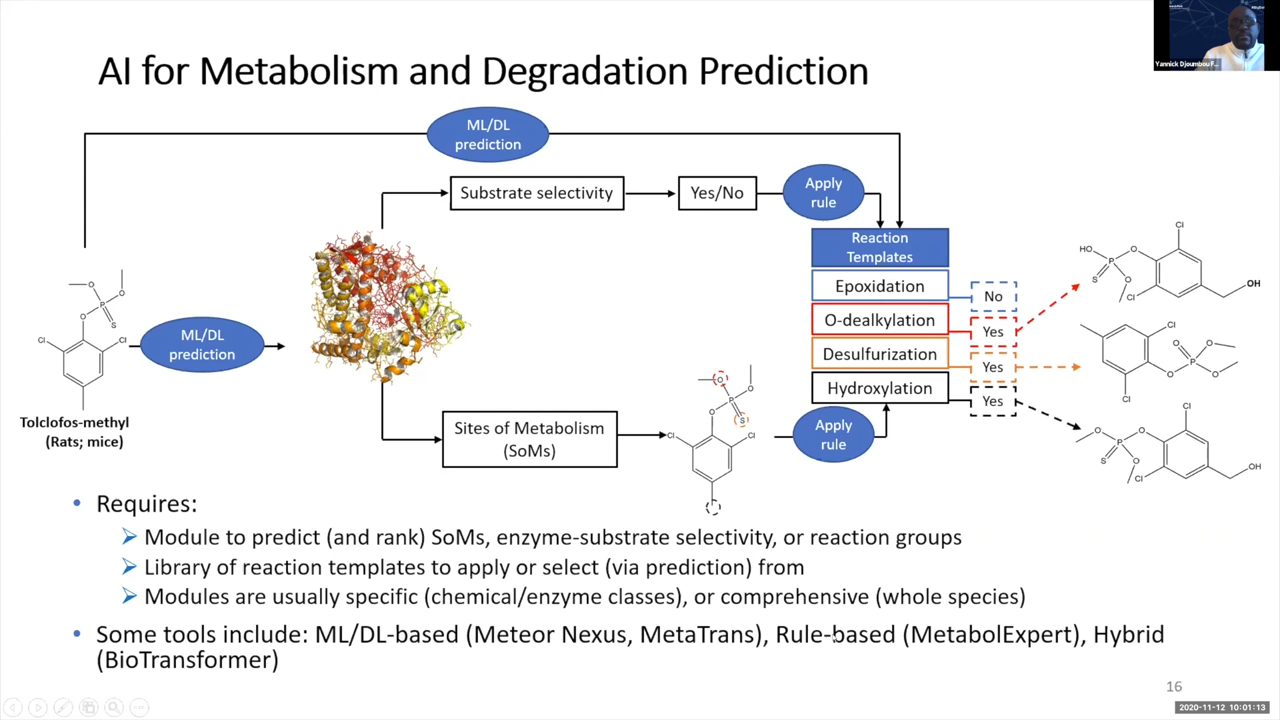 AI for Metabolism and Degradation Prediction
Yannick Djoumbou F...
ML/DL
prediction
Substrate selectivity
Yes/No
Apply
rule
Reaction
Templates
Epoxidation
No
O-dealkylation
Yes
Desulfurization
Yes
Hydroxylation
Yes
ML/DL
prediction
Tolclofos-methyl
(Rats; mice)
Sites of Metabolism
(SoMs)
Apply
rule
O
O
P
O
S
Cl
Cl
O
O
P
O
S
Cl
Cl
Cl
HO
O
P
S
O
Cl
OH
Cl
O
O
P
O
O
Cl
Cl
O
O
P
S
O
Cl
OH
• Requires:
Module to predict (and rank) SoMs, enzyme-substrate selectivity, or reaction groups
Library of reaction templates to apply or select (via prediction) from
Modules are usually specific (chemical/enzyme classes), or comprehensive (whole species)
• Some tools include: ML/DL-based (Meteor Nexus, MetaTrans), Rule-based (MetabolExpert), Hybrid
(BioTransformer)
16
2020-11-12 10:01:13